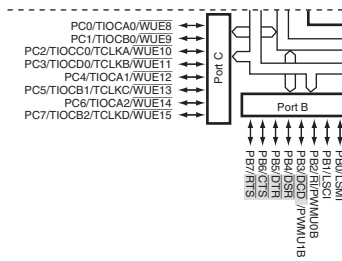 PC0/TIOCA0/WUE8
PC1/TIOCB0/WUE9
PC2/TIOCC0/TCLKA/WUE10
PC3/TIOCD0/TCLKB/WUE11
PC4/TIOCA1/WUE12
PC5/TIOCB1/TCLKC/WUE13
PC6/TIOCA2/WUE14
PC7/TIOCB2/TCLKD/WUE15
Port C
Port B
PB7/RTS
PB6/CTS
PB5/DTR
PB4/DSR
PB3/DCD/PWMU1B
PB2/RI/PWMU0B
PB1/LSCI
PB0/LSMI